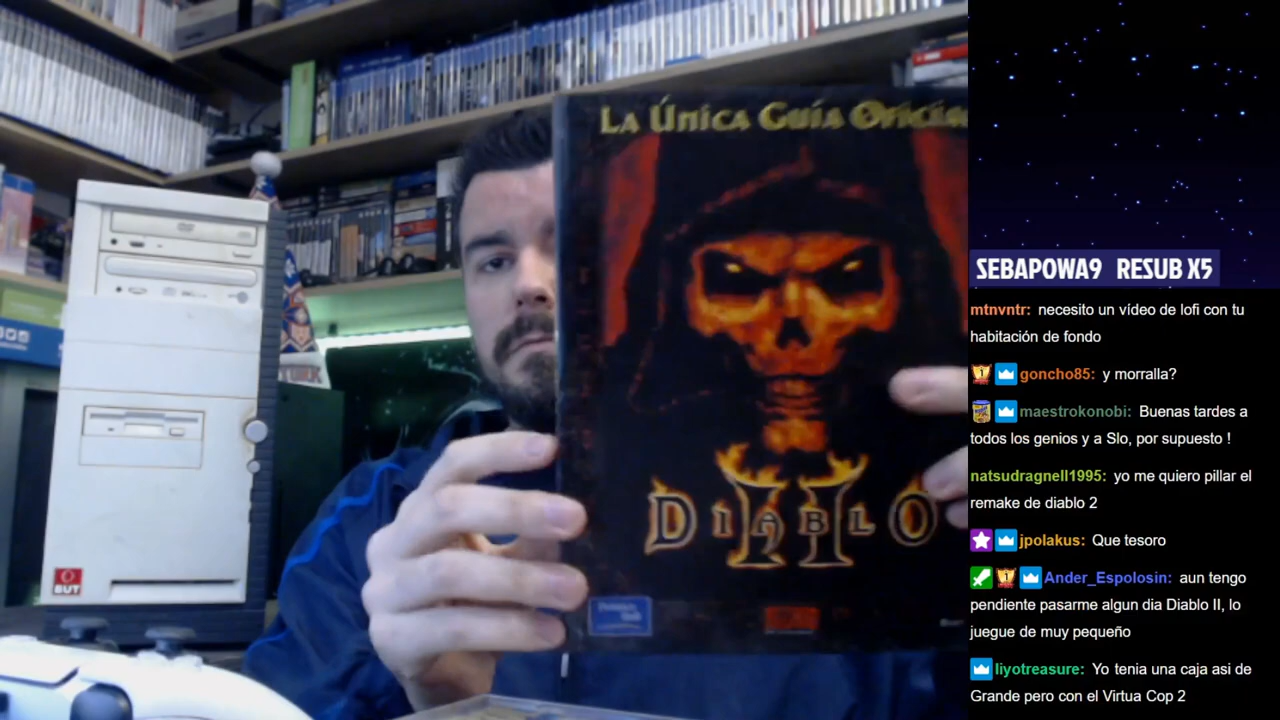 La Única Guía Oficial
DIABLO
II
BUT
SEBAPOWA9 RESUB X5
mtnvntr: necesito un vídeo de lofi con tu
habitación de fondo
goncho85: y morralla?
maestrokonobi: Buenas tardes a
todos los genios y a Slo, por supuesto !
natsudragnell1995: yo me quiero pillar el
remake de diablo 2
jpolakus: Que tesoro
Ander_Espolosin: aun tengo
pendiente pasarme algun dia Diablo II, lo
juegue de muy pequeño
liyotreasure: Yo tenia una caja asi de
Grande pero con el Virtua Cop 2